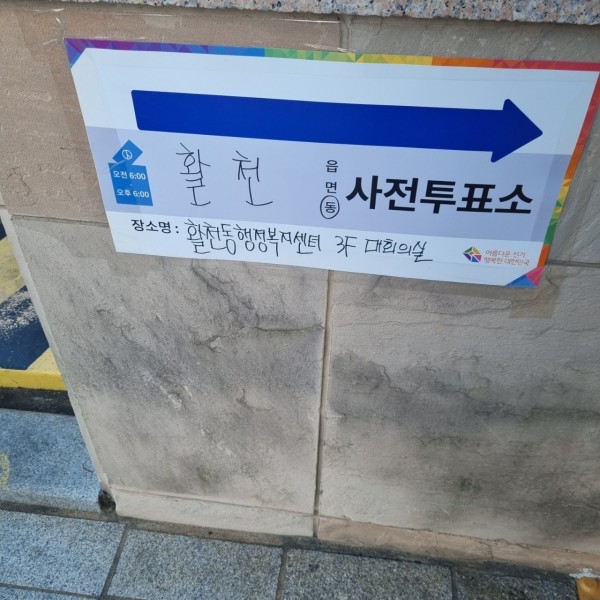 오전 6:00
오후 6:00
활천
읍
면
동
사전투표소
장소명 : 활천동행정복지센터 3F 대회의실
아름다운 선거
행복한 대한민국